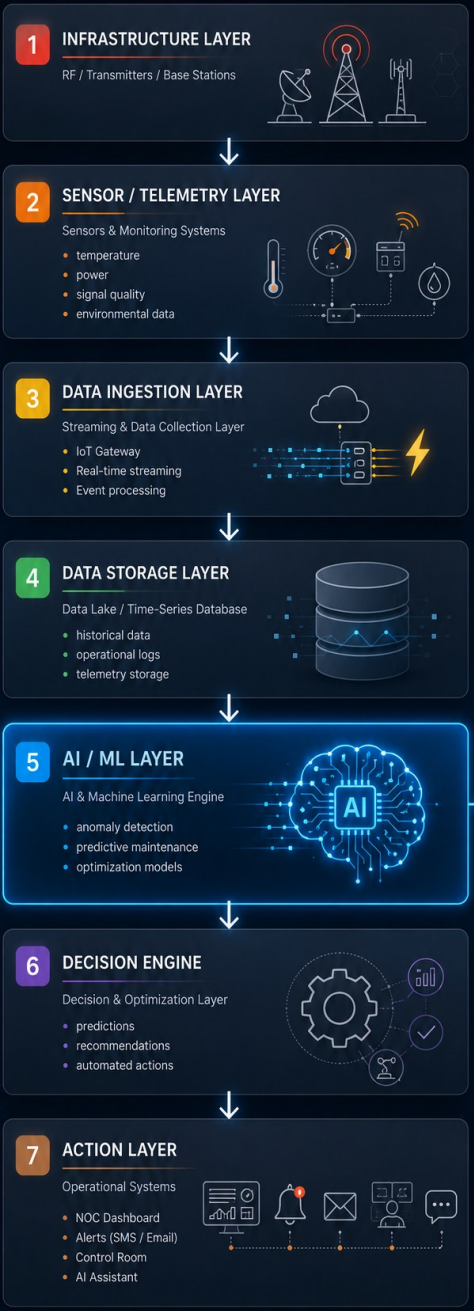 1
INFRASTRUCTURE LAYER
RF / Transmitters / Base Stations
2
SENSOR / TELEMETRY LAYER
Sensors & Monitoring Systems
• temperature
• power
• signal quality
• environmental data
3
DATA INGESTION LAYER
Streaming & Data Collection Layer
• IoT Gateway
• Real-time streaming
• Event processing
4
DATA STORAGE LAYER
Data Lake / Time-Series Database
• historical data
• operational logs
• telemetry storage
5
AI / ML LAYER
AI & Machine Learning Engine
• anomaly detection
• predictive maintenance
• optimization models
AI
6
DECISION ENGINE
Decision & Optimization Layer
• predictions
• recommendations
• automated actions
7
ACTION LAYER
Operational Systems
• NOC Dashboard
• Alerts (SMS / Email)
• Control Room
• AI Assistant